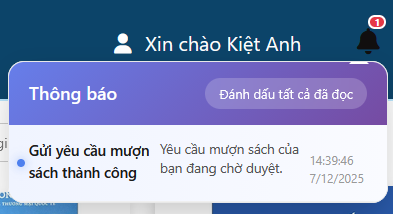 Xin chào Kiệt Anh
1
Thông báo
Đánh dấu tất cả đã đọc
Gửi yêu cầu mượn
sách thành công
Yêu cầu mượn sách của
bạn đang chờ duyệt.
14:39:46
7/12/2025